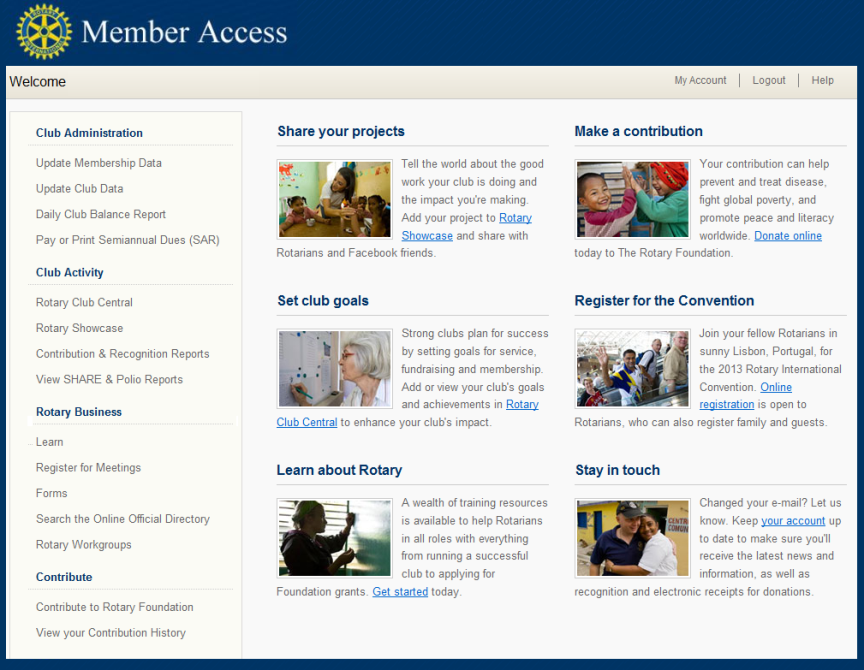 Member Access
Welcome
My Account | Logout | Help
Club Administration
Update Membership Data
Update Club Data
Daily Club Balance Report
Pay or Print Semiannual Dues (SAR)
Club Activity
Rotary Club Central
Rotary Showcase
Contribution & Recognition Reports
View SHARE & Polio Reports
Rotary Business
Learn
Register for Meetings
Forms
Search the Online Official Directory
Rotary Workgroups
Contribute
Contribute to Rotary Foundation
View your Contribution History
Share your projects
Tell the world about the good
work your club is doing and
the impact you're making.
Add your project to Rotary
Showcase and share with
Rotarians and Facebook friends.
Make a contribution
Your contribution can help
prevent and treat disease,
fight global poverty, and
promote peace and literacy
worldwide. Donate online
today to The Rotary Foundation.
Set club goals
Strong clubs plan for success
by setting goals for service,
fundraising and membership.
Add or view your club's goals
and achievements in Rotary
Club Central to enhance your club's impact.
Register for the Convention
Join your fellow Rotarians in
sunny Lisbon, Portugal, for
the 2013 Rotary International
Convention. Online
registration is open to
Rotarians, who can also register family and guests.
Learn about Rotary
A wealth of training resources
is available to help Rotarians
in all roles with everything
from running a successful
club to applying for
Foundation grants. Get started today.
Stay in touch
CENTR
COMUN
Changed your e-mail? Let us
know. Keep your account up
to date to make sure you'll
receive the latest news and
information, as well as
recognition and electronic receipts for donations.